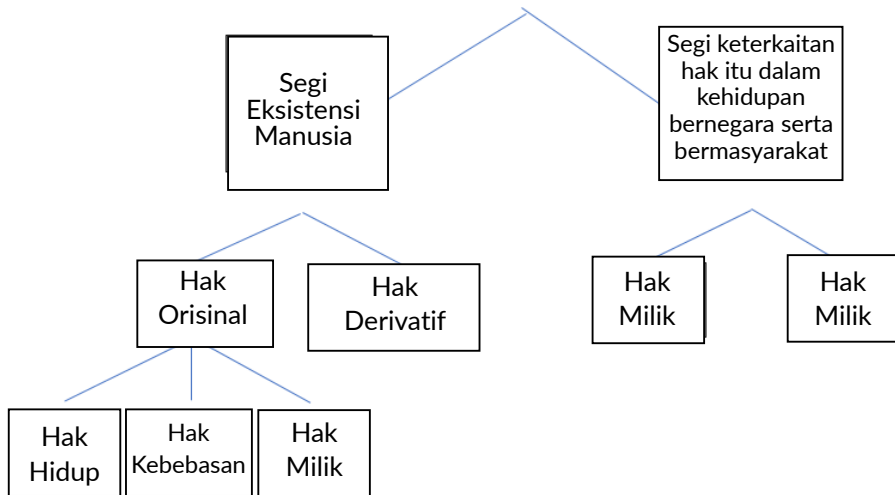 Segi
Eksistensi
Manusia
Segi keterkaitan
hak itu dalam
kehidupan
bernegara serta
bermasyarakat
Hak
Orisinal
Hak
Derivatif
Hak
Milik
Hak
Milik
Hak
Hidup
Hak
Kebebasan
Hak
Milik